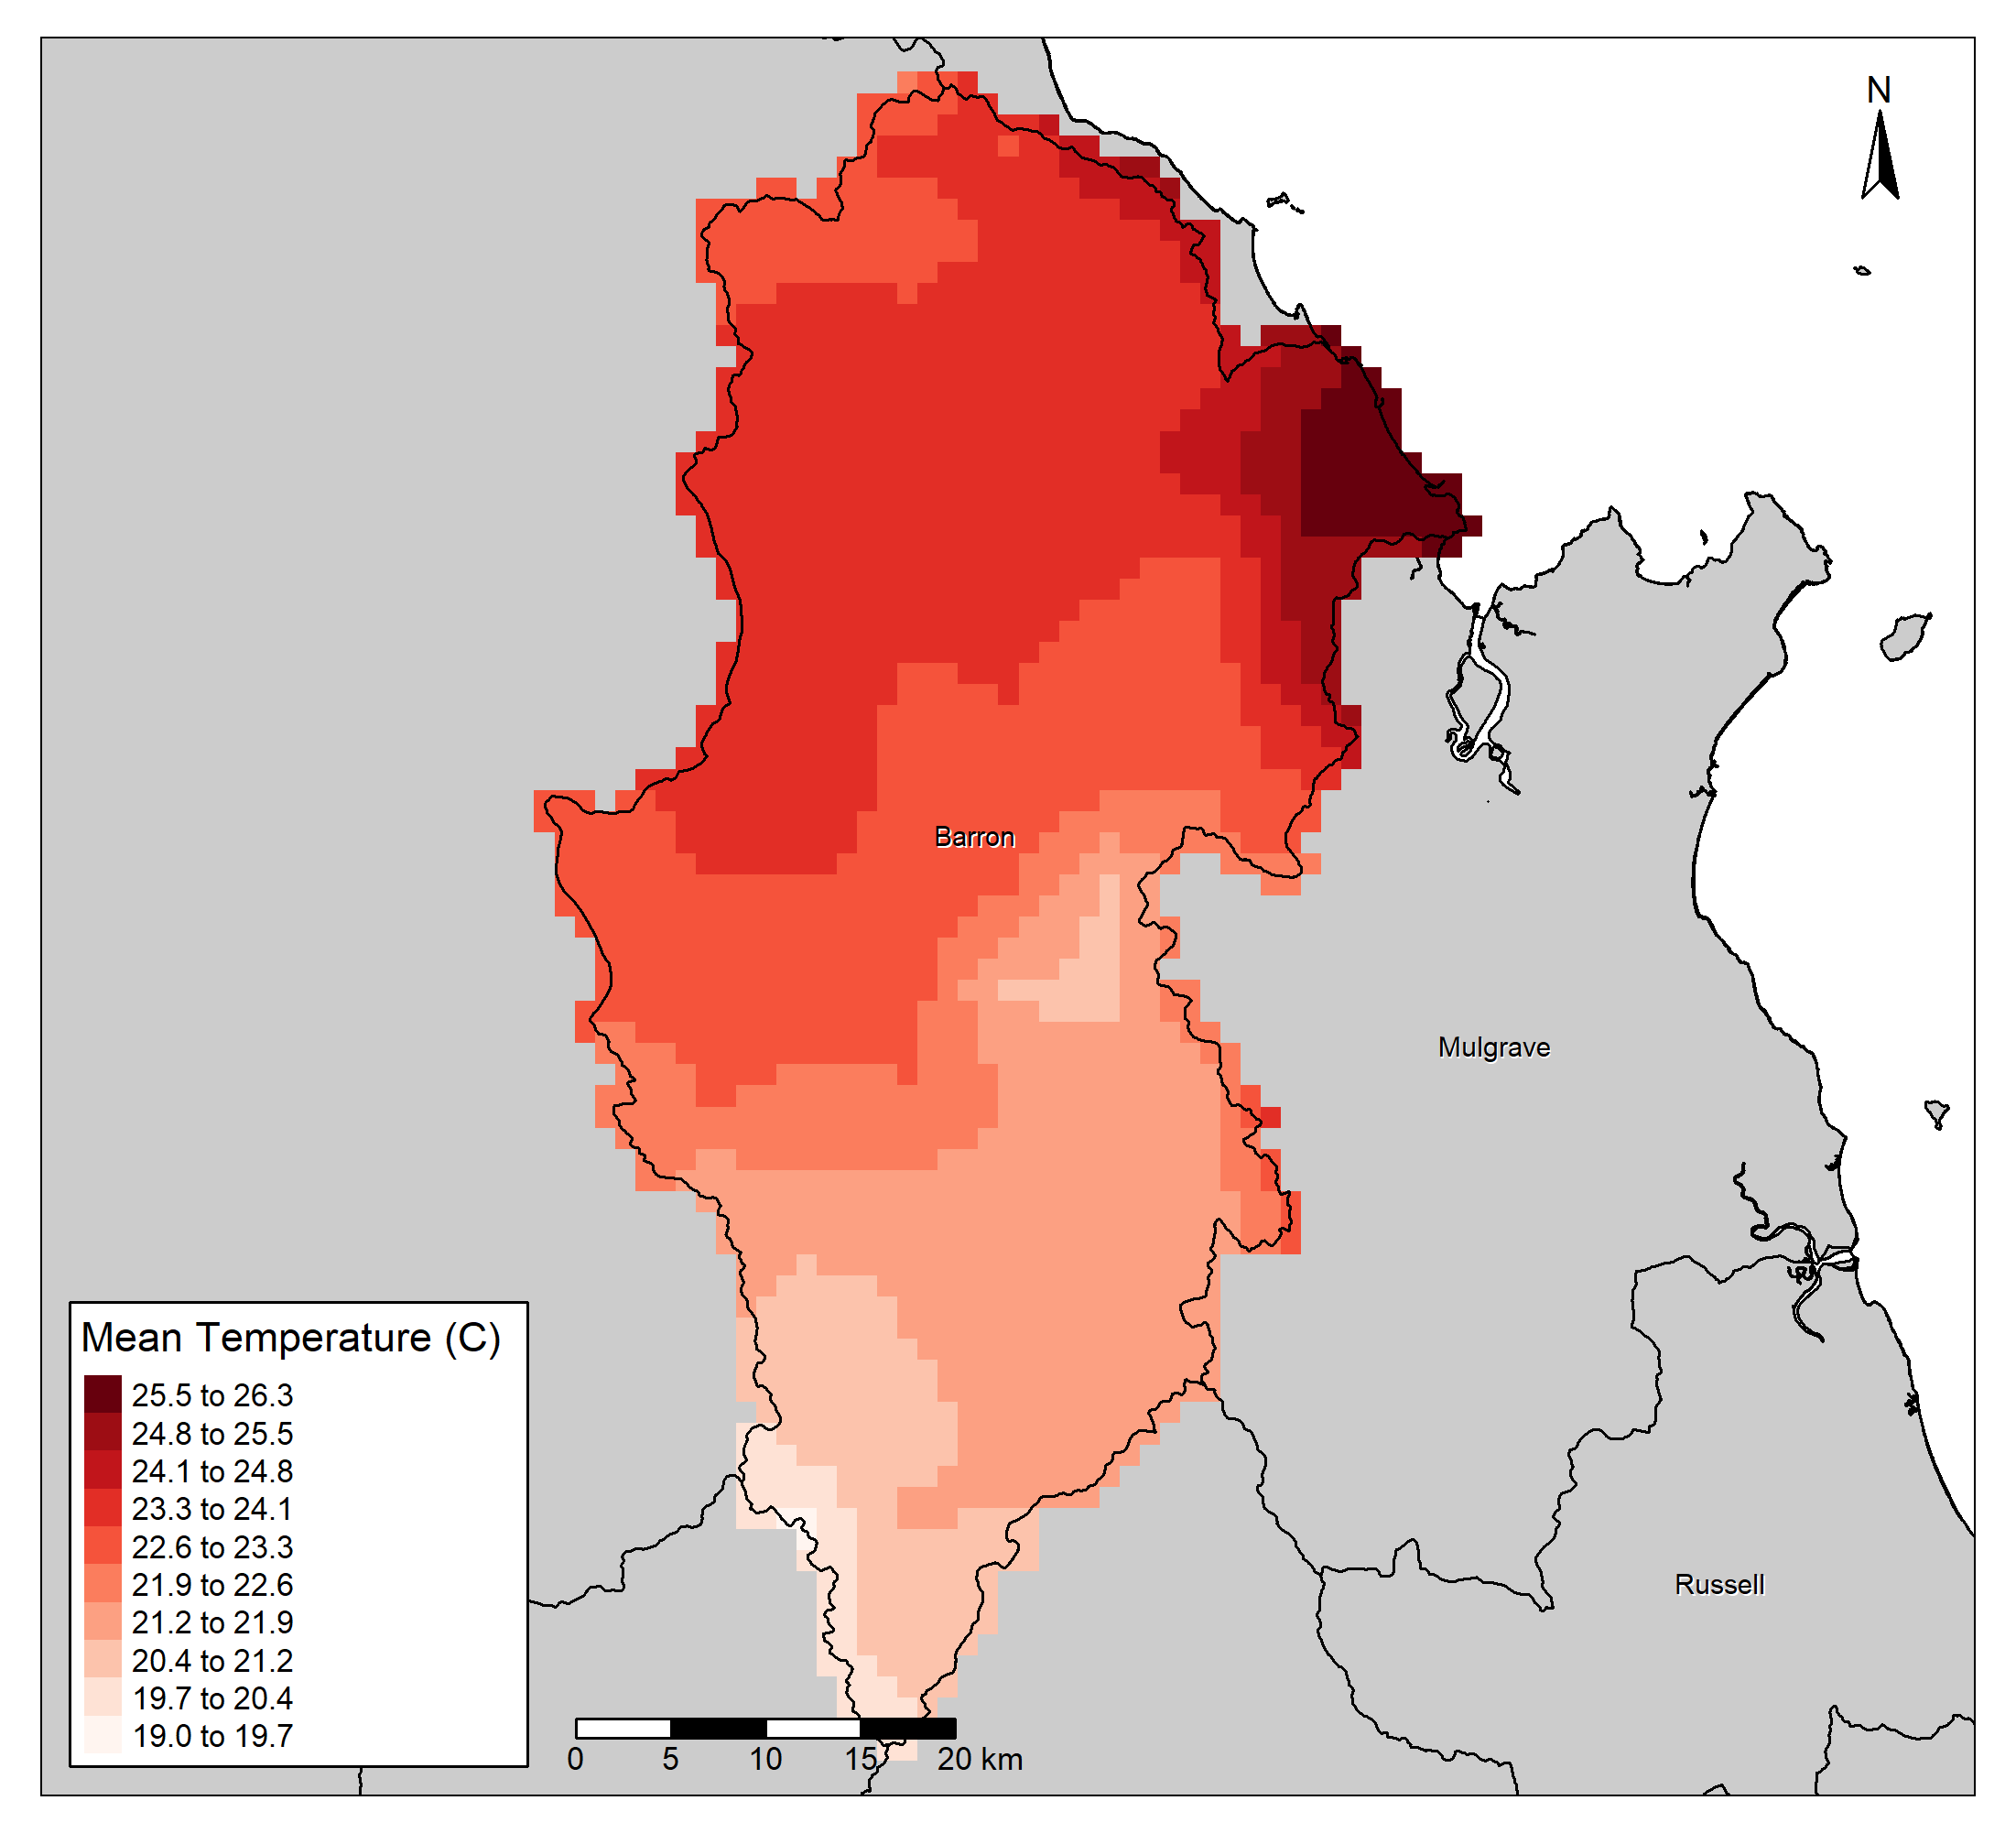 N
Barron
Mulgrave
Russell
Mean Temperature (C)
25.5 to 26.3
24.8 to 25.5
24.1 to 24.8
23.3 to 24.1
22.6 to 23.3
21.9 to 22.6
21.2 to 21.9
20.4 to 21.2
19.7 to 20.4
19.0 to 19.7
0 5 10 15 20 km